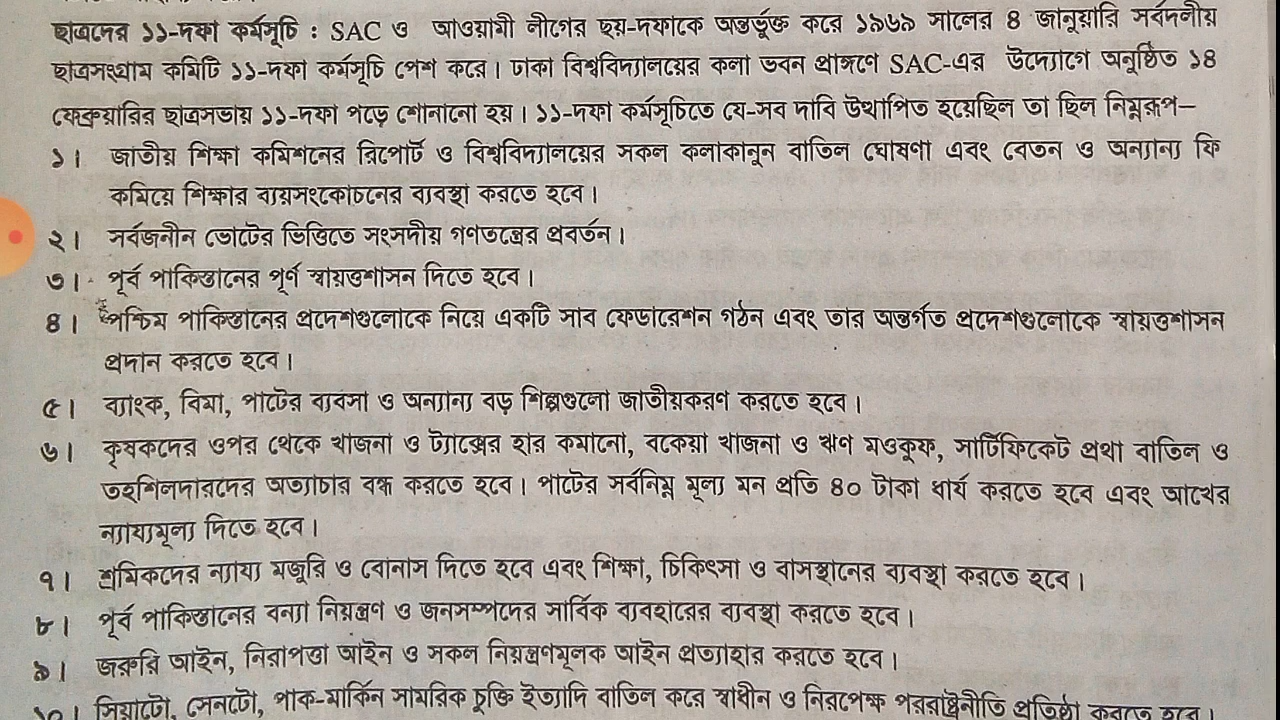 ছাত্রদের ১১-দফা কর্মসূচি : SAC ও আওয়ামী লীগের ছয়-দফাকে অন্তর্ভুক্ত করে ১৯৬৯ সালের ৪ জানুয়ারি সর্বদলীয়
ছাত্রসংগ্রাম কমিটি ১১-দফা কর্মসূচি পেশ করে। ঢাকা বিশ্ববিদ্যালয়ের কলা ভবন প্রাঙ্গণে SAC-এর উদ্যোগে অনুষ্ঠিত ১৪
ফেব্রুয়ারির ছাত্রসভায় ১১-দফা পড়ে শোনানো হয়। ১১-দফা কর্মসূচিতে যে-সব দাবি উত্থাপিত হয়েছিল তা ছিল নিম্নরূপ—
১। জাতীয় শিক্ষা কমিশনের রিপোর্ট ও বিশ্ববিদ্যালয়ের সকল কলাকানুন বাতিল ঘোষণা এবং বেতন ও অন্যান্য ফি
কমিয়ে শিক্ষার ব্যয়সংকোচনের ব্যবস্থা করতে হবে।
২। সর্বজনীন ভোটের ভিত্তিতে সংসদীয় গণতন্ত্রের প্রবর্তন।
৩। পূর্ব পাকিস্তানের পূর্ণ স্বায়ত্তশাসন দিতে হবে।
৪। পশ্চিম পাকিস্তানের প্রদেশগুলোকে নিয়ে একটি সাব ফেডারেশন গঠন এবং তার অন্তর্গত প্রদেশগুলোকে স্বায়ত্তশাসন
প্রদান করতে হবে।
৫। ব্যাংক, বিমা, পাটের ব্যবসা ও অন্যান্য বড় শিল্পগুলো জাতীয়করণ করতে হবে।
৬। কৃষকদের ওপর থেকে খাজনা ও ট্যাক্সের হার কমানো, বকেয়া খাজনা ও ঋণ মওকুফ, সার্টিফিকেট প্রথা বাতিল ও
তহশিলদারদের অত্যাচার বন্ধ করতে হবে। পাটের সর্বনিম্ন মূল্য মন প্রতি ৪০ টাকা ধার্য করতে হবে এবং আখের
ন্যায্যমূল্য দিতে হবে।
৭। শ্রমিকদের ন্যায্য মজুরি ও বোনাস দিতে হবে এবং শিক্ষা, চিকিৎসা ও বাসস্থানের ব্যবস্থা করতে হবে।
৮। পূর্ব পাকিস্তানের বন্যা নিয়ন্ত্রণ ও জনসম্পদের সার্বিক ব্যবহারের ব্যবস্থা করতে হবে।
৯। জরুরি আইন, নিরাপত্তা আইন ও সকল নিয়ন্ত্রণমূলক আইন প্রত্যাহার করতে হবে।
১০। সিয়াটো, সেনটো, পাক-মার্কিন সামরিক চুক্তি ইত্যাদি বাতিল করে স্বাধীন ও নিরপেক্ষ পররাষ্ট্রনীতি প্রতিষ্ঠা করতে হবে।